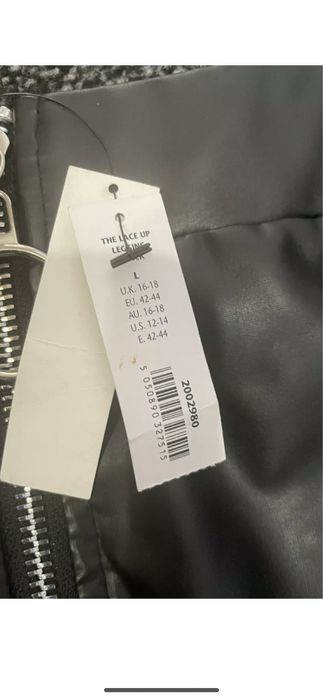 THE LACE UP
LEGGING
L
U.K. 16-18
EU. 42-44
AU. 16-18
U.S. 12-14
E. 42-44
2002980
5 050890 327515